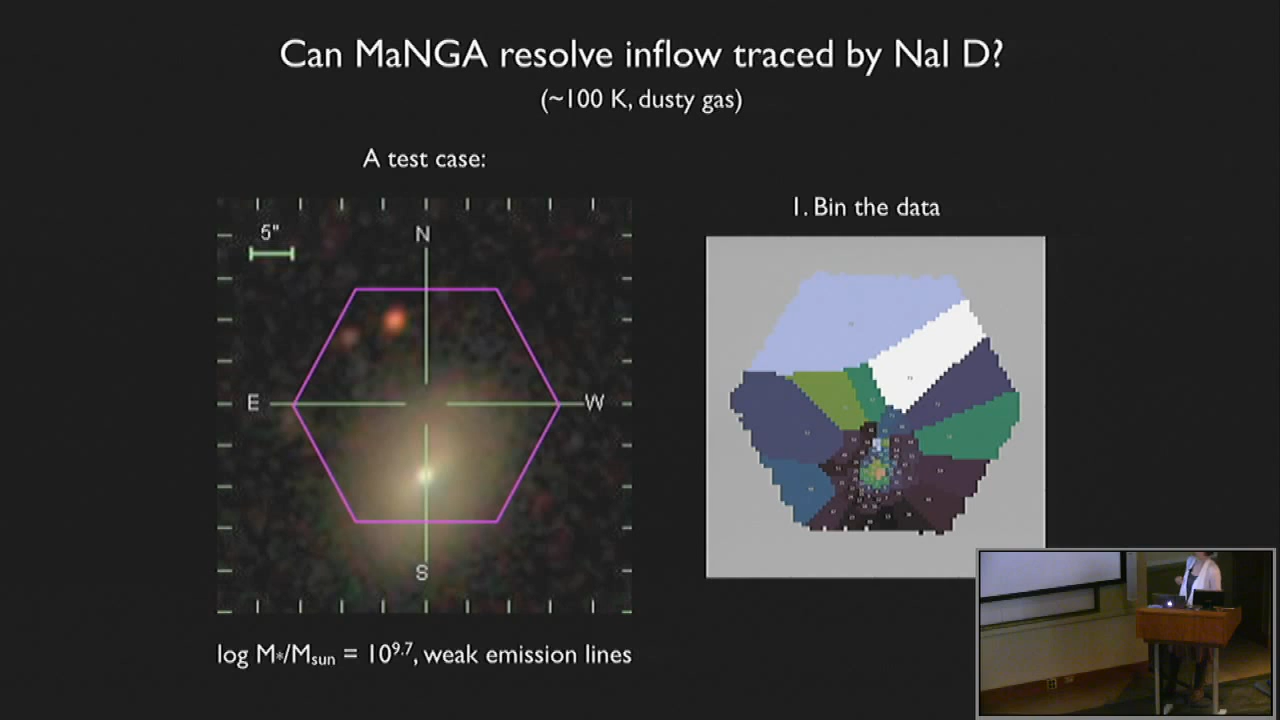 Can MaNGA resolve inflow traced by NaI D?
(~100 K, dusty gas)
A test case:
1. Bin the data
5"
N
E
W
S
log M*/Msun = 10^9.7, weak emission lines